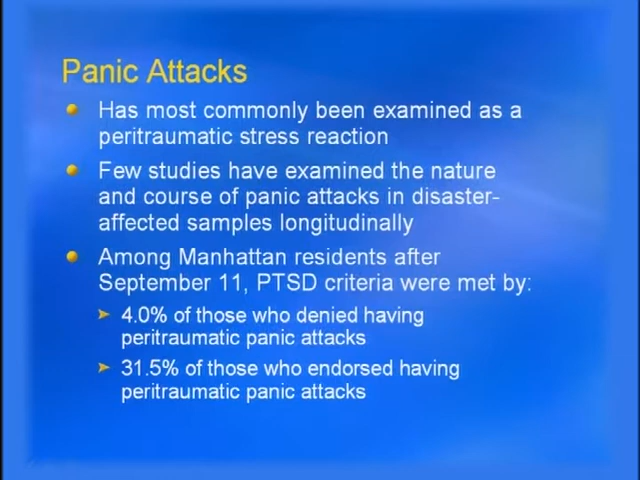 Panic Attacks
Has most commonly been examined as a
peritraumatic stress reaction
Few studies have examined the nature
and course of panic attacks in disaster-
affected samples longitudinally
Among Manhattan residents after
September 11, PTSD criteria were met by:
4.0% of those who denied having
peritraumatic panic attacks
31.5% of those who endorsed having
peritraumatic panic attacks